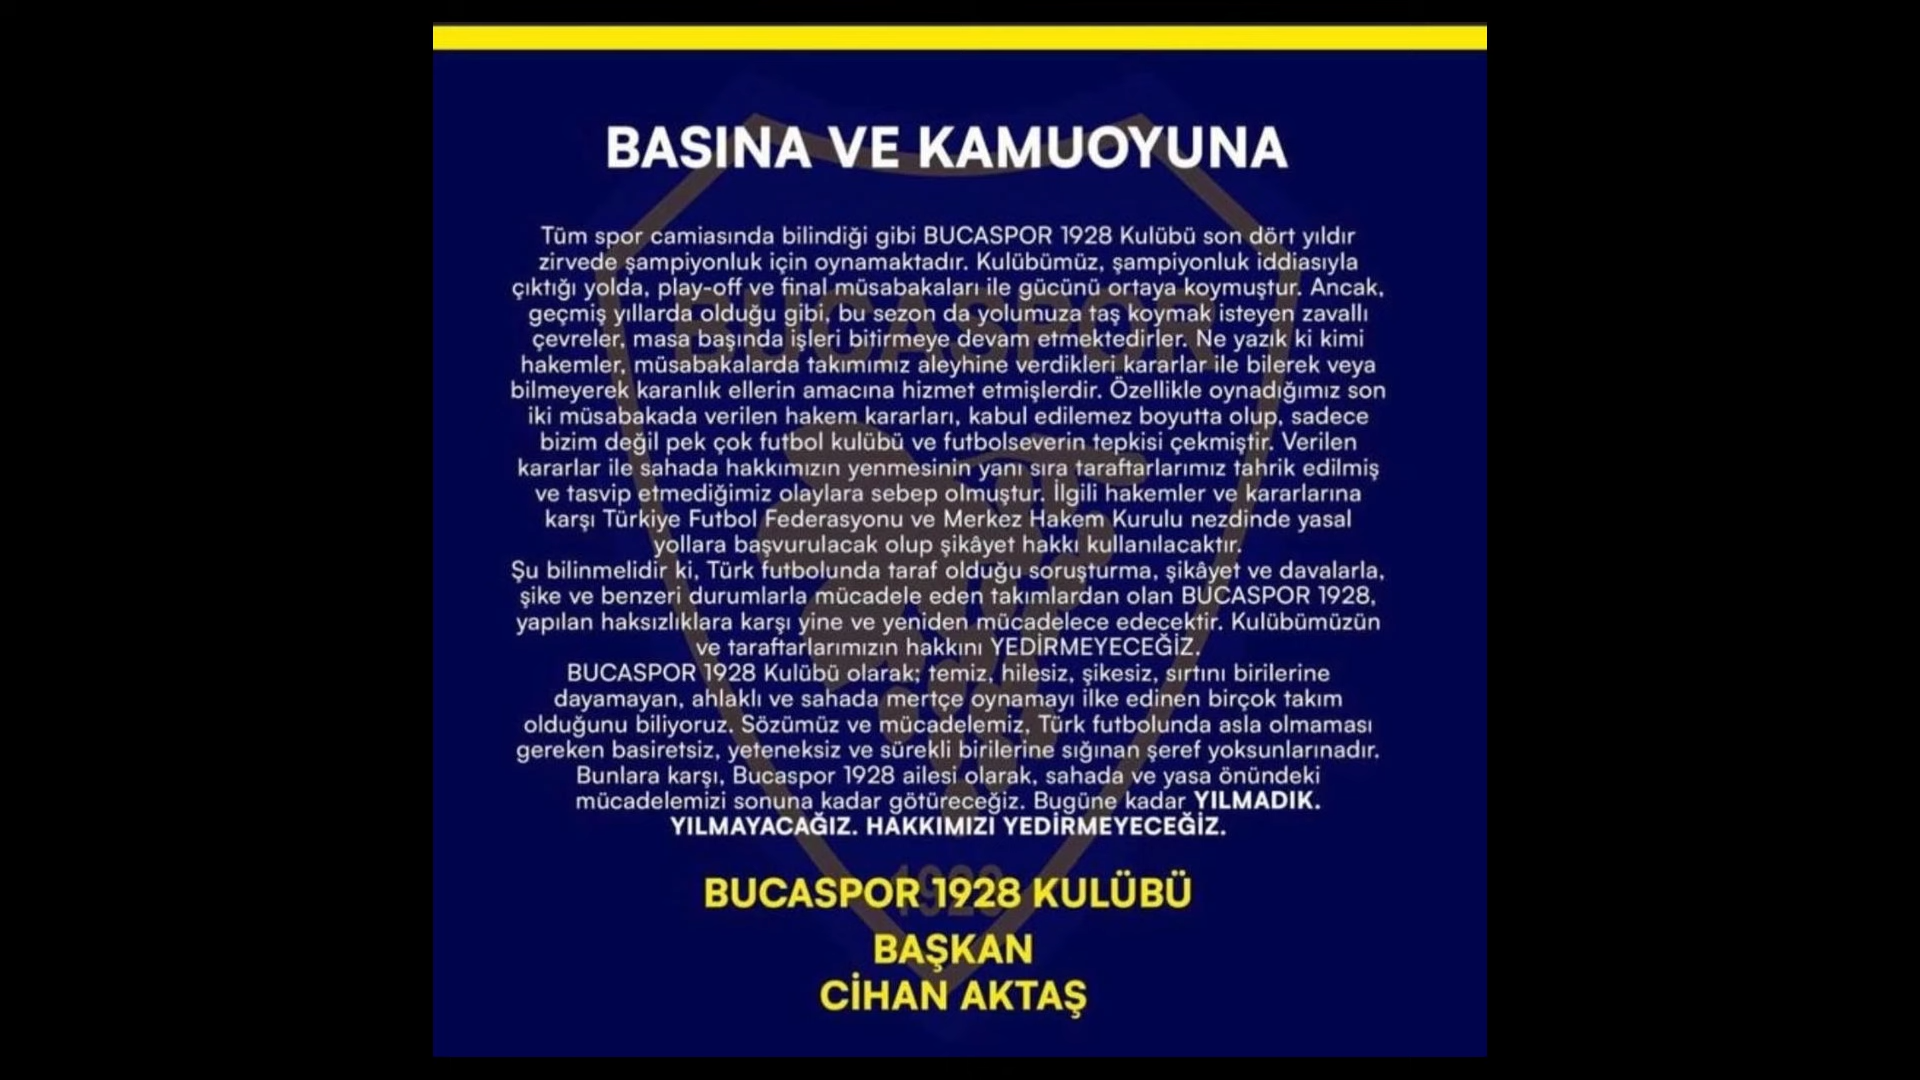 BASINA VE KAMUOYUNA
Tüm spor camiasında bilindiği gibi BUCASPOR 1928 Kulübü son dört yıldır
zirvede şampiyonluk için oynamaktadır. Kulübümüz, şampiyonluk iddiasıyla
çıktığı yolda, play-off ve final müsabakaları ile gücünü ortaya koymuştur. Ancak,
geçmiş yıllarda olduğu gibi, bu sezon da yolumuza taş koymak isteyen zavallı
çevreler, masa başında işleri bitirmeye devam etmektedirler. Ne yazık ki kimi
hakemler, müsabakalarda takımımız aleyhine verdikleri kararlar ile bilerek veya
bilmeyerek karanlık ellerin amacına hizmet etmişlerdir. Özellikle oynadığımız son
iki müsabakada verilen hakem kararları, kabul edilemez boyutta olup, sadece
bizim değil pek çok futbol kulübü ve futbolseverin tepkisi çekmiştir. Verilen
kararlar ile sahada hakkımızın yenmesinin yanı sıra taraftarlarımız tahrik edilmiş
ve tasvip etmediğimiz olaylara sebep olmuştur. İlgili hakemler ve kararlarına
karşı Türkiye Futbol Federasyonu ve Merkez Hakem Kurulu nezdinde yasal
yollara başvurulacak olup şikâyet hakkı kullanılacaktır.
Şu bilinmelidir ki, Türk futbolunda taraf olduğu soruşturma, şikâyet ve davalarla,
şike ve benzeri durumlarla mücadele eden takımlardan olan BUCASPOR 1928,
yapılan haksızlıklara karşı yine ve yeniden mücadelece edecektir. Kulübümüzün
ve taraftarlarımızın hakkını YEDİRMEYECEĞİZ.
BUCASPOR 1928 Kulübü olarak; temiz, hilesiz, şikesiz, sırtını birilerine
dayamayan, ahlaklı ve sahada mertçe oynamayı ilke edinen birçok takım
olduğunu biliyoruz. Sözümüz ve mücadelemiz, Türk futbolunda asla olmaması
gereken basiretsiz, yeteneksiz ve sürekli birilerine sığınan şeref yoksunlarınadır.
Bunlara karşı, Bucaspor 1928 ailesi olarak, sahada ve yasa önündeki
mücadelemizi sonuna kadar götüreceğiz. Bugüne kadar YILMADIK.
YILMAYACAĞIZ. HAKKIMIZI YEDİRMEYECEĞİZ.
BUCASPOR 1928 KULÜBÜ
BAŞKAN
CİHAN AKTAŞ
BUCASPOR
1928